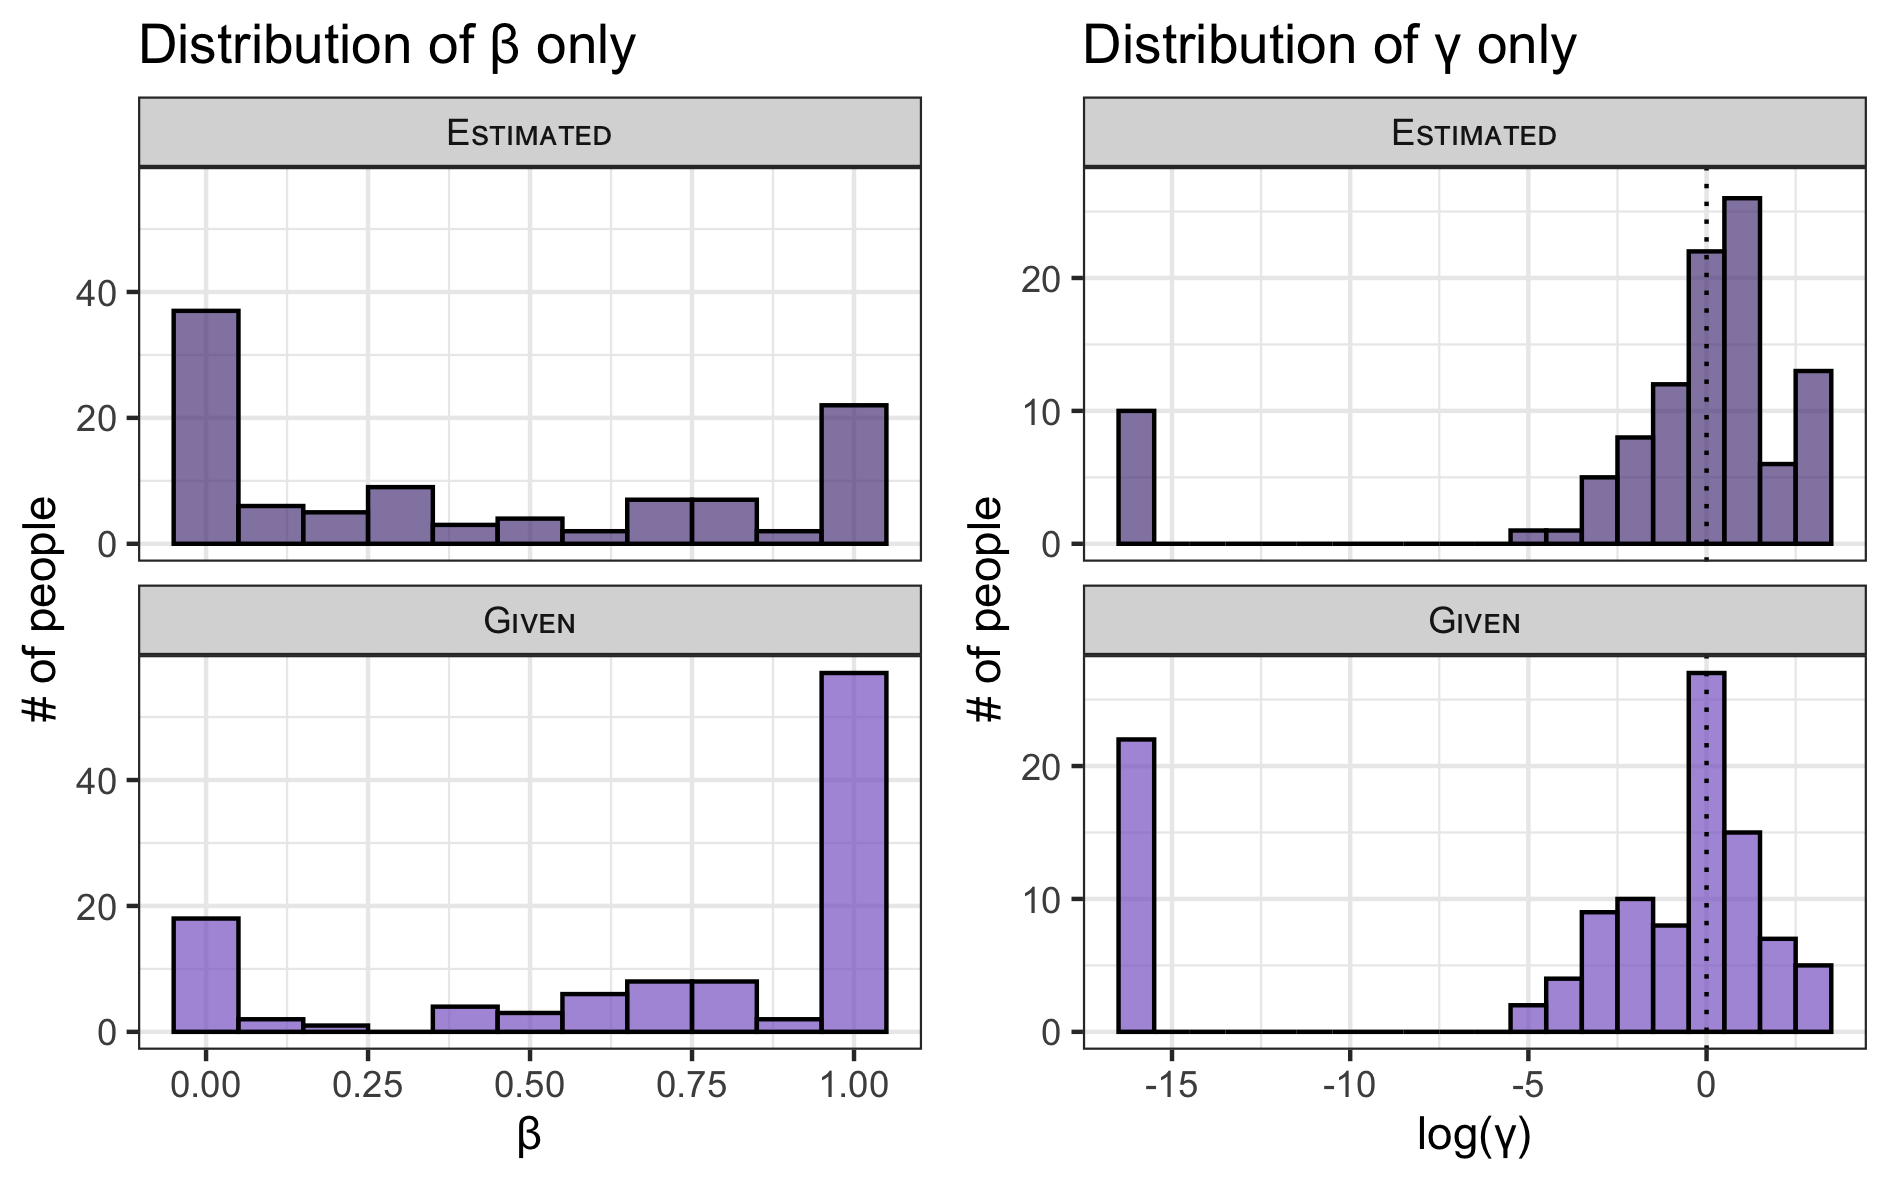 Distribution of β only
ESTIMATED
40
20
0
GIVEN
40
20
0
0.00 0.25 0.50 0.75 1.00
β
# of people
Distribution of γ only
ESTIMATED
20
10
0
GIVEN
20
10
0
-15 -10 -5 0
log(γ)
# of people